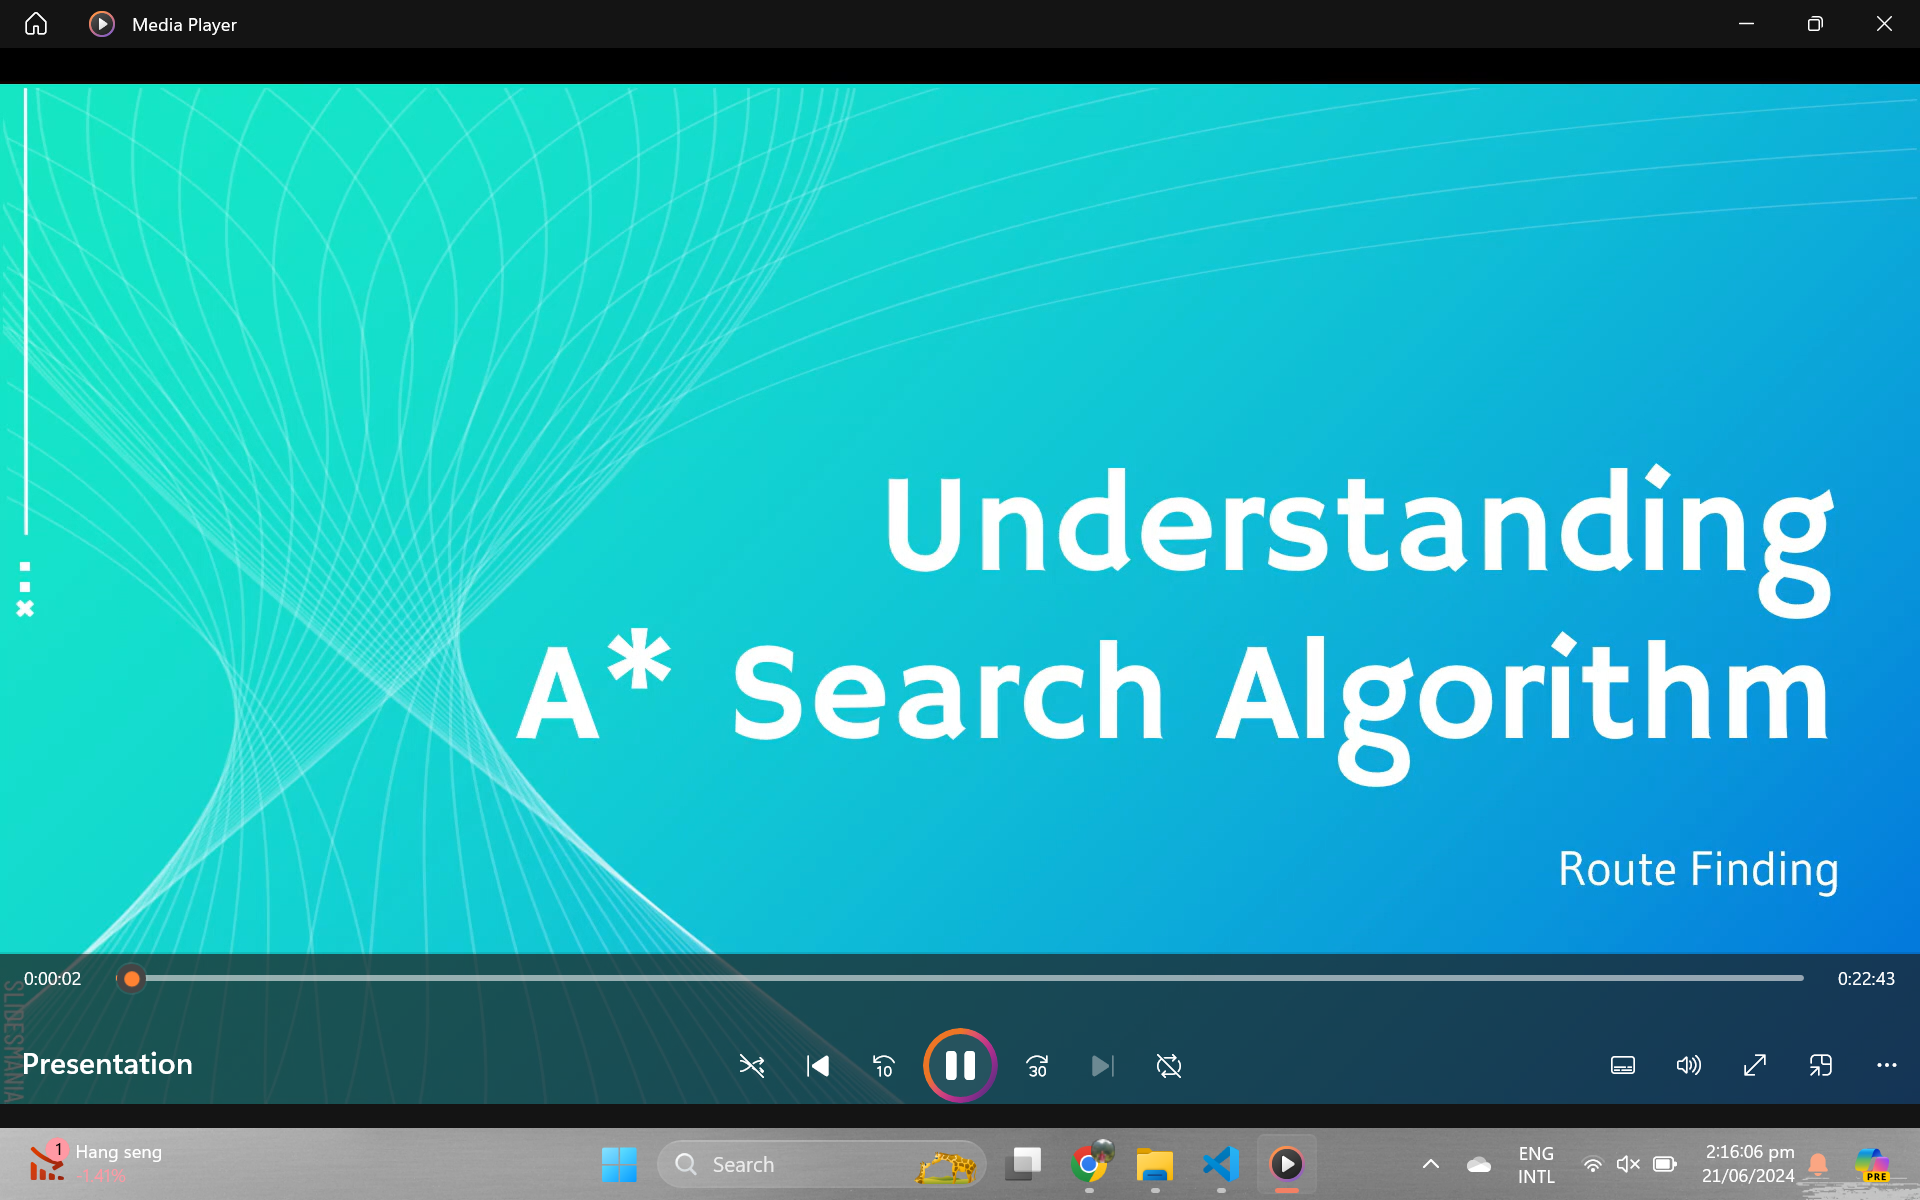 Media Player
Understanding
A* Search Algorithm
Route Finding
0:00:02
0:22:43
SLIDESMANIA
Presentation
10
30
1
Hang seng
-1.41%
Search
ENG
INTL
2:16:06 pm
21/06/2024
PRE